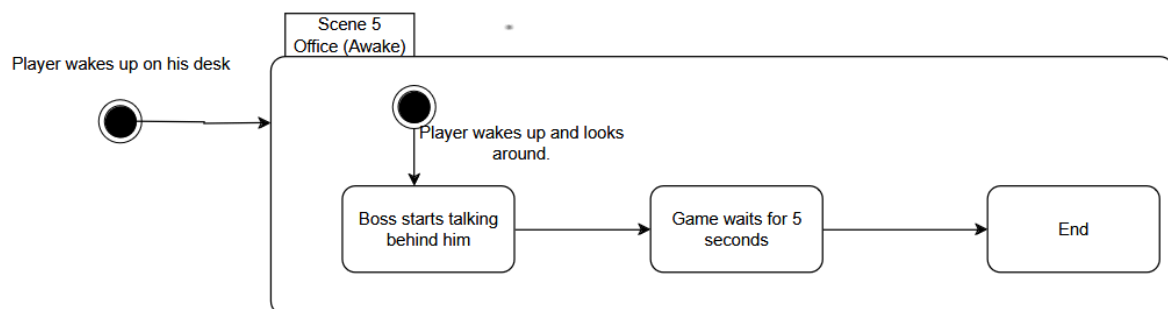 Scene 5
Office (Awake)
Player wakes up on his desk
Player wakes up and looks
around.
Boss starts talking
behind him
Game waits for 5
seconds
End